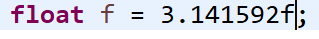 float f = 3.141592f;